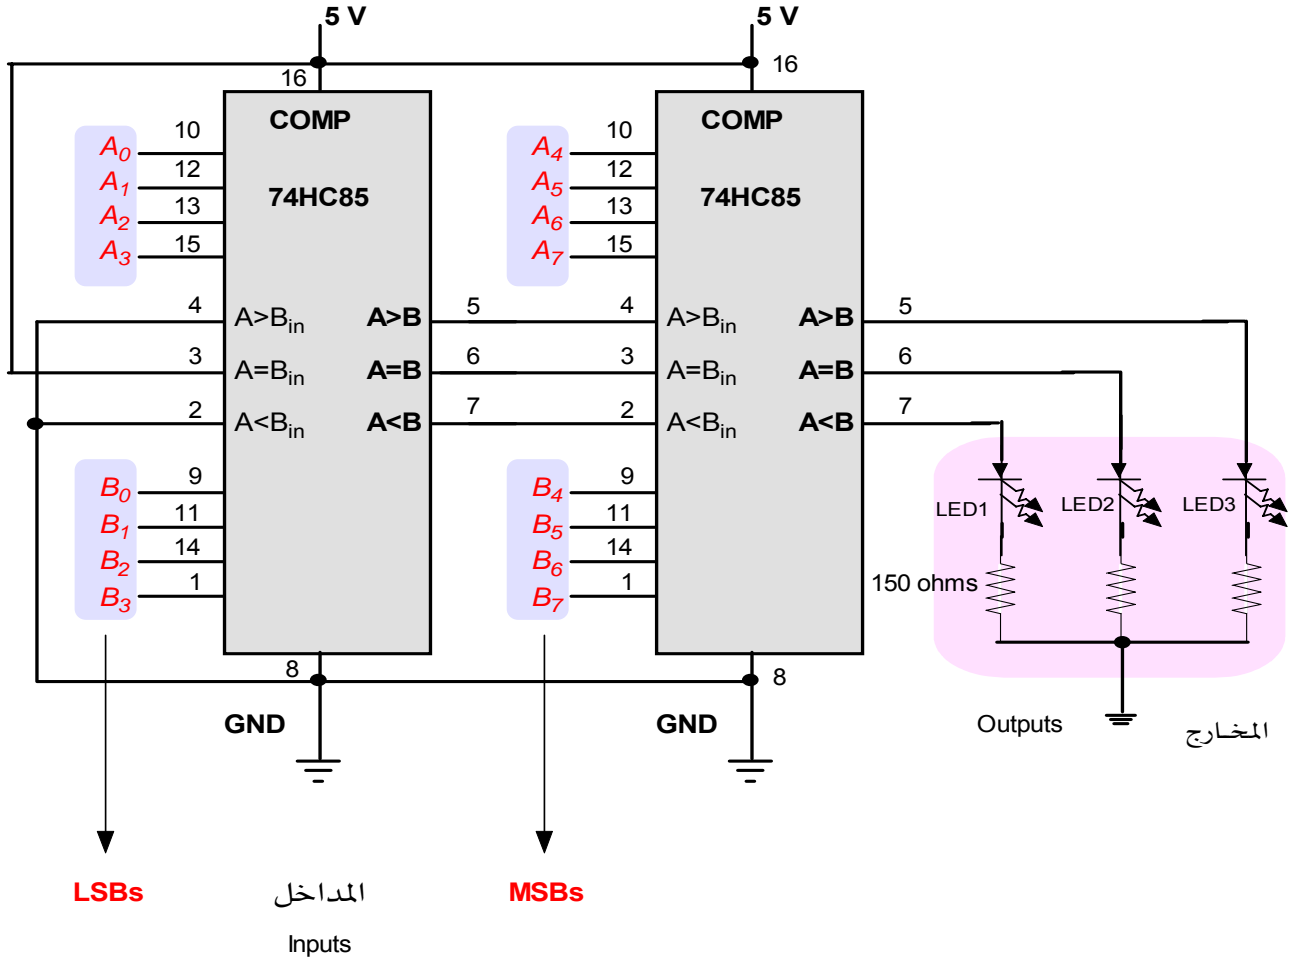 5 V
5 V
16
16
COMP
COMP
74HC85
74HC85
A0
10
A1
12
A2
13
A3
15
A4
10
A5
12
A6
13
A7
15
4
A>Bin
A>B
5
4
A>Bin
A>B
5
3
A=Bin
A=B
6
3
A=Bin
A=B
6
2
A<Bin
A<B
7
2
A<Bin
A<B
7
B0
9
B1
11
B2
14
B3
1
B4
9
B5
11
B6
14
B7
1
LED1
LED2
LED3
150 ohms
8
8
GND
GND
Outputs
المخارج
LSBs
المداخل
MSBs
Inputs